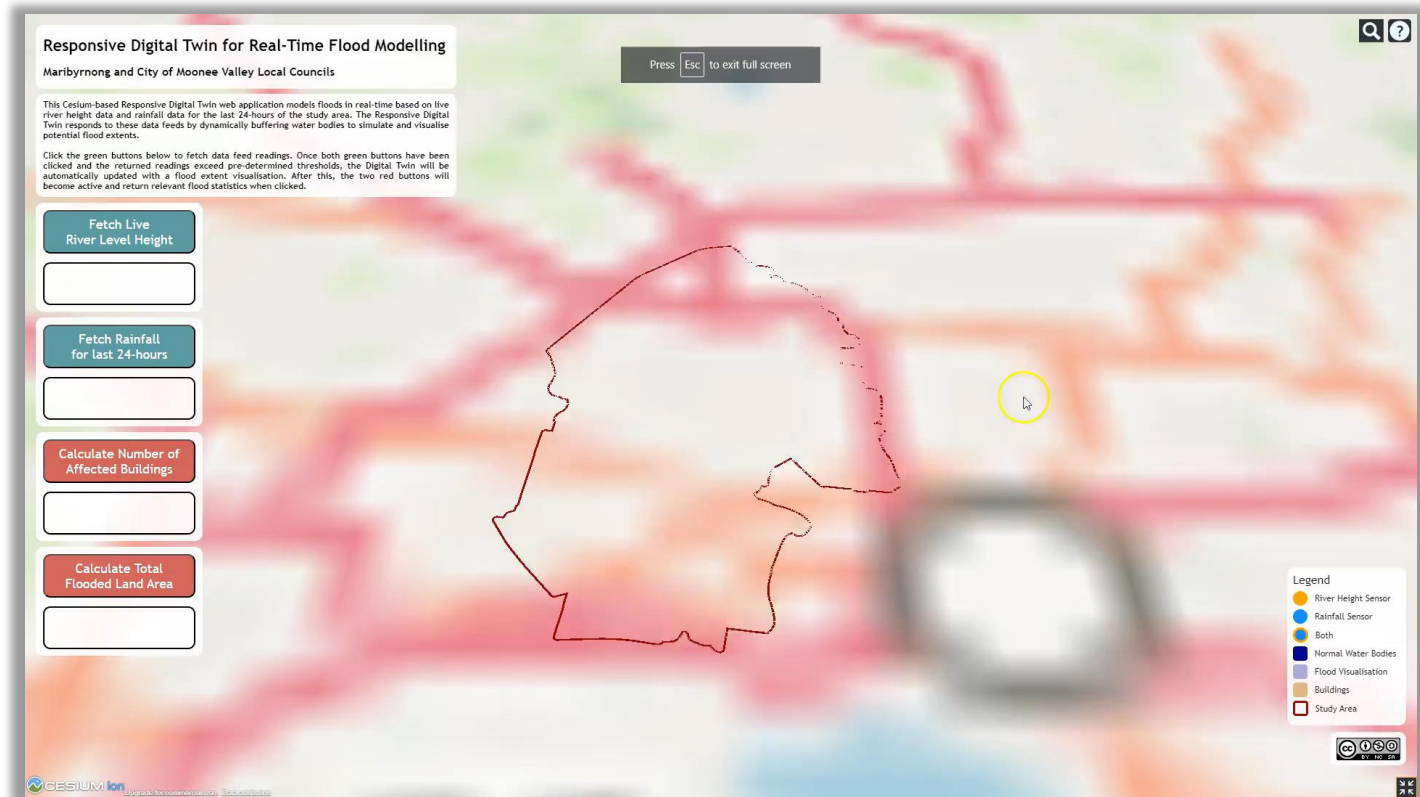 Responsive Digital Twin for Real-Time Flood Modelling
Maribyrnong and City of Moonee Valley Local Councils
This Cesium-based Responsive Digital Twin web application models floods in real-time based on live
river height data and rainfall data for the last 24-hours of the study area. The Responsive Digital
Twin responds to these data feeds by dynamically buffering water bodies to simulate and visualise
potential flood extents.
Click the green buttons below to fetch data feed readings. Once both green buttons have been
clicked and the returned readings exceed pre-determined thresholds, the Digital Twin will be
automatically updated with a flood extent visualisation. After this, the two red buttons will
become active and return relevant flood statistics when clicked.
Press Esc to exit full screen
?
Fetch Live
River Level Height
Fetch Rainfall
for last 24-hours
Calculate Number of
Affected Buildings
Calculate Total
Flooded Land Area
Legend
River Height Sensor
Rainfall Sensor
Both
Normal Water Bodies
Flood Visualisation
Buildings
Study Area
cc
BY NC SA
CESIUM ion
Upgrade for commercial use.